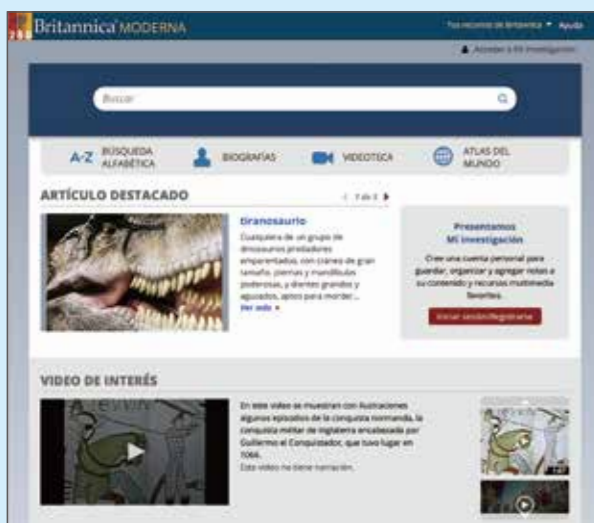 Britannica MODERNA
Tus recursos de Britannica Ayuda
Acceder a Mi Investigación
Buscar
A-Z BÚSQUEDA ALFABÉTICA
BIOGRAFÍAS
VIDEOTECA
ATLAS DEL MUNDO
ARTÍCULO DESTACADO
1 de 3
tiranosaurio
Cualquiera de un grupo de
dinosaurios predadores
emparentados, con cráneo de gran
tamaño, piernas y mandíbulas
poderosas, y dientes grandes y
aguzados, aptos para morder...
Ver más
Presentamos
Mi investigación
Cree una cuenta personal para
guardar, organizar y agregar notas a
su contenido y recursos multimedia
favoritos.
Iniciar sesión/Registrarse
VIDEO DE INTERÉS
En este video se muestran con ilustraciones
algunos episodios de la conquista normanda, la
conquista militar de Inglaterra encabezada por
Guillermo el Conquistador, que tuvo lugar en
1066.
Este video no tiene narración.